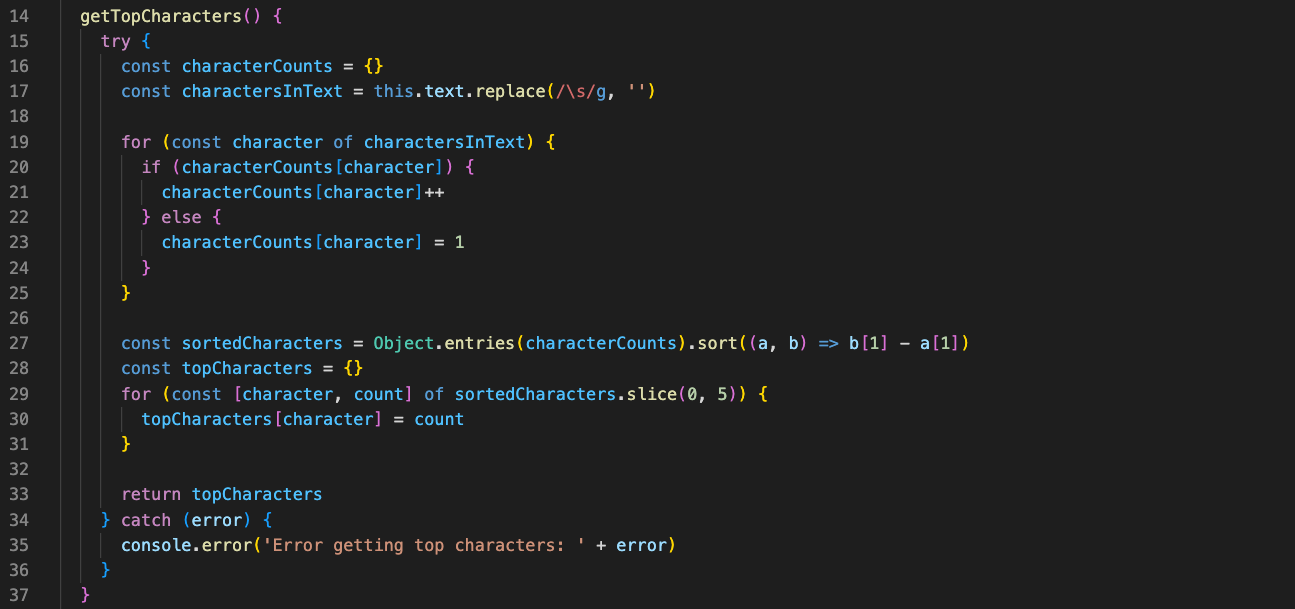 14 getTopCharacters() {
15 try {
16 const characterCounts = {}
17 const charactersInText = this.text.replace(/\s/g, '')
18
19 for (const character of charactersInText) {
20 if (characterCounts[character]) {
21 characterCounts[character]++
22 } else {
23 characterCounts[character] = 1
24 }
25 }
26
27 const sortedCharacters = Object.entries(characterCounts).sort((a, b) => b[1] - a[1])
28 const topCharacters = {}
29 for (const [character, count] of sortedCharacters.slice(0, 5)) {
30 topCharacters[character] = count
31 }
32
33 return topCharacters
34 } catch (error) {
35 console.error('Error getting top characters: ' + error)
36 }
37 }